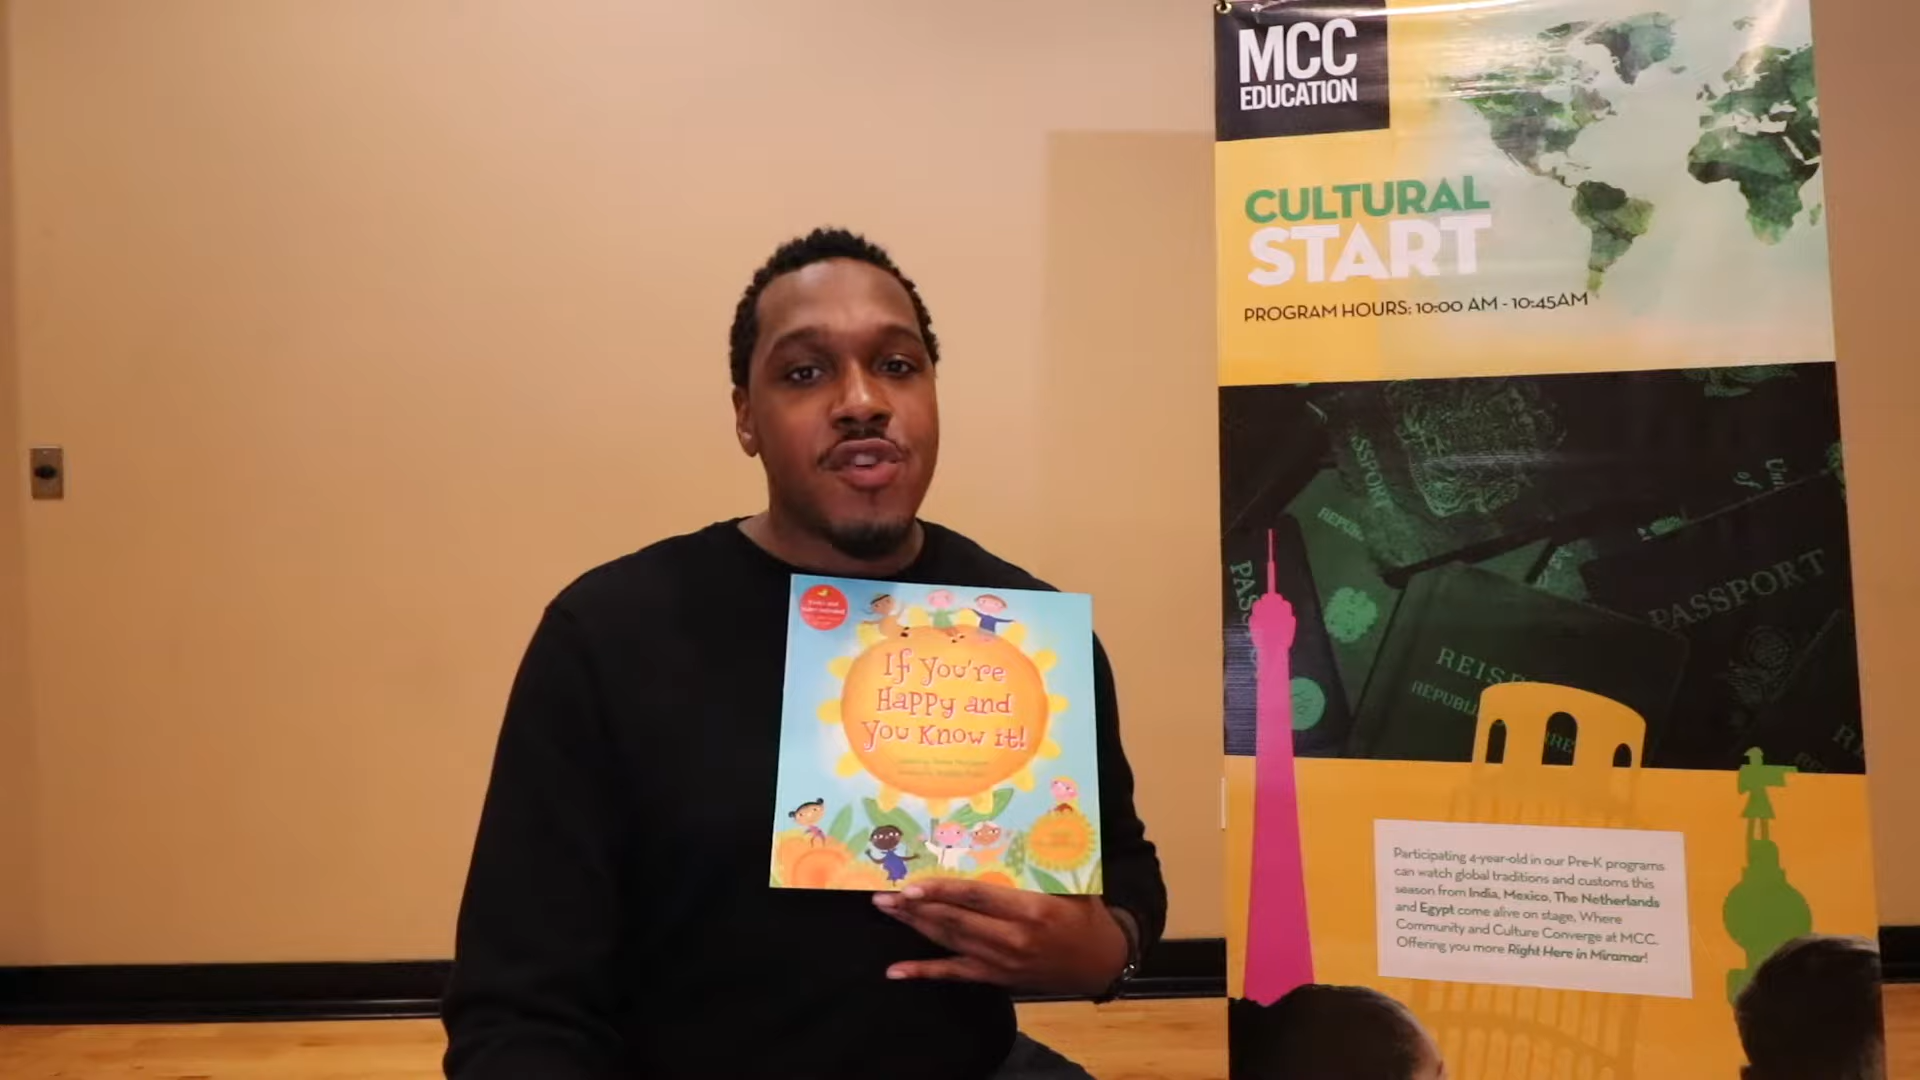 If You're
Happy and
You Know it!
MCC
EDUCATION
CULTURAL
START
PROGRAM HOURS: 10:00 AM - 10:45AM
PASSPORT
REPUBLI
PASSPORT
Participating 4-year-old in our Pre-K programs
can watch global traditions and customs this
season from India, Mexico, The Netherlands
and Egypt come alive on stage, Where
Community and Culture Converge at MCC.
Offering you more Right Here in Miramar!